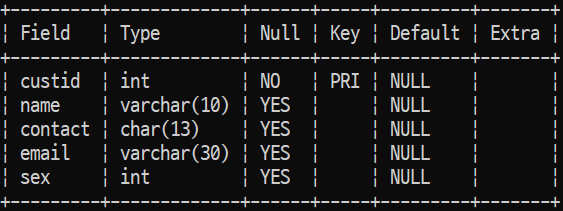 +---------+-------------+------+-----+---------+-------+
¦ Field   ¦ Type        ¦ Null ¦ Key ¦ Default ¦ Extra ¦
+---------+-------------+------+-----+---------+-------+
¦ custid  ¦ int         ¦ NO   ¦ PRI ¦ NULL    ¦       ¦
¦ name    ¦ varchar(10) ¦ YES  ¦     ¦ NULL    ¦       ¦
¦ contact ¦ char(13)    ¦ YES  ¦     ¦ NULL    ¦       ¦
¦ email   ¦ varchar(30) ¦ YES  ¦     ¦ NULL    ¦       ¦
¦ sex     ¦ int         ¦ YES  ¦     ¦ NULL    ¦       ¦
+---------+-------------+------+-----+---------+-------+